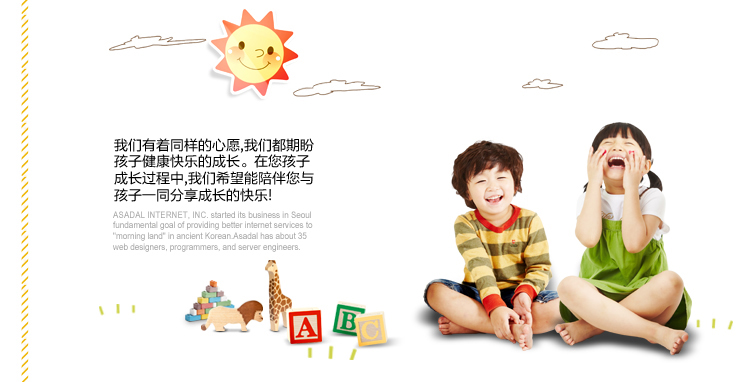 我们有着同样的心愿,我们都期盼
孩子健康快乐的成长。在您孩子
成长过程中,我们希望能陪伴您与
孩子一同分享成长的快乐!
ASADAL INTERNET, INC. started its business in Seoul
fundamental goal of providing better internet services to
"morning land" in ancient Korean.Asadal has about 35
web designers, programmers, and server engineers.
A
B
C